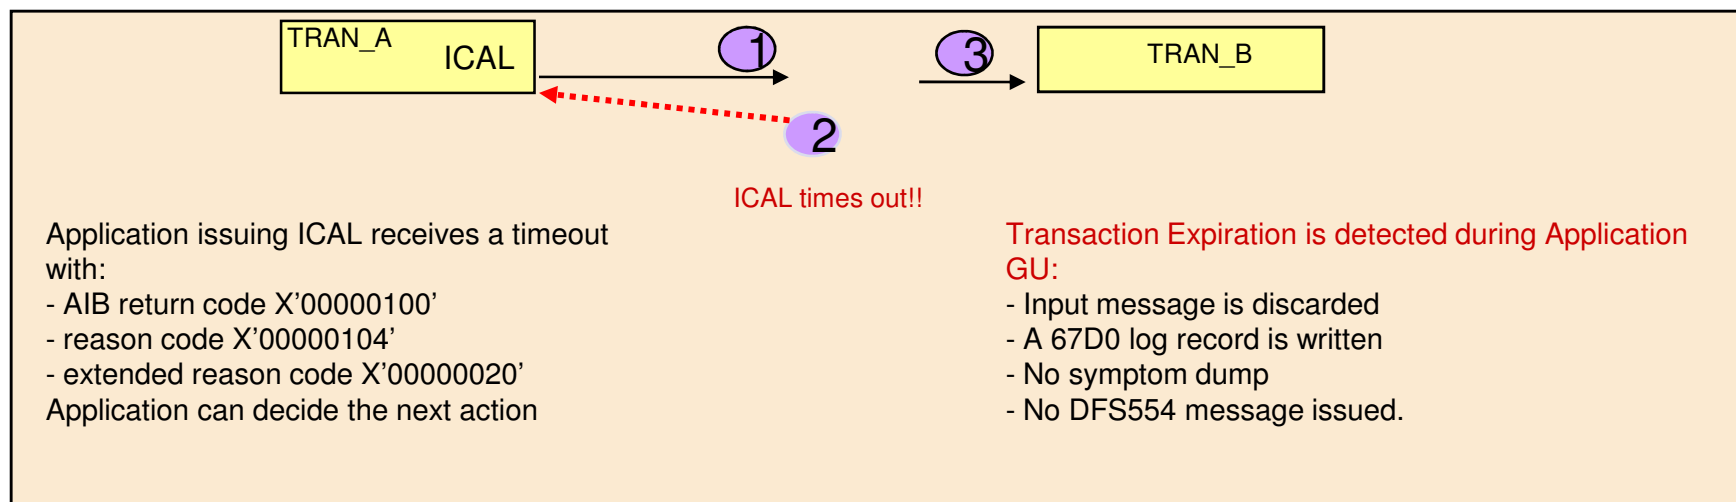 TRAN_A
ICAL
1
3
TRAN_B
2
ICAL times out!!
Application issuing ICAL receives a timeout
with:
- AIB return code X’00000100’
- reason code X’00000104’
- extended reason code X’00000020’
Application can decide the next action
Transaction Expiration is detected during Application
GU:
- Input message is discarded
- A 67D0 log record is written
- No symptom dump
- No DFS554 message issued.